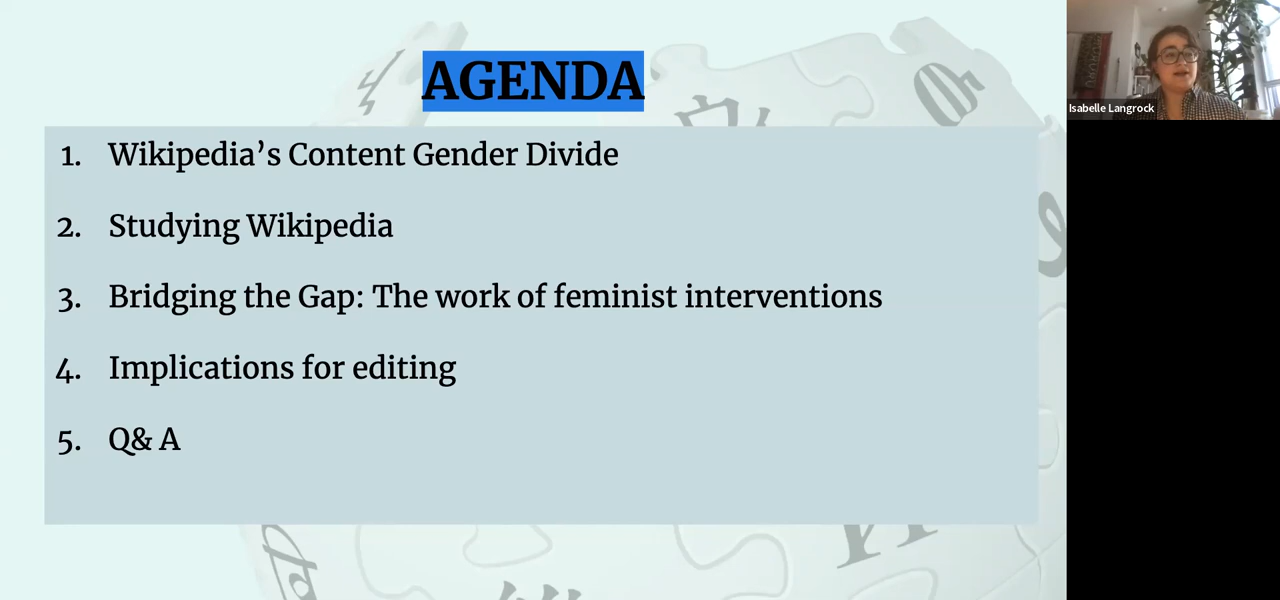 AGENDA
1. Wikipedia’s Content Gender Divide
2. Studying Wikipedia
3. Bridging the Gap: The work of feminist interventions
4. Implications for editing
5. Q& A
Isabelle Langrock